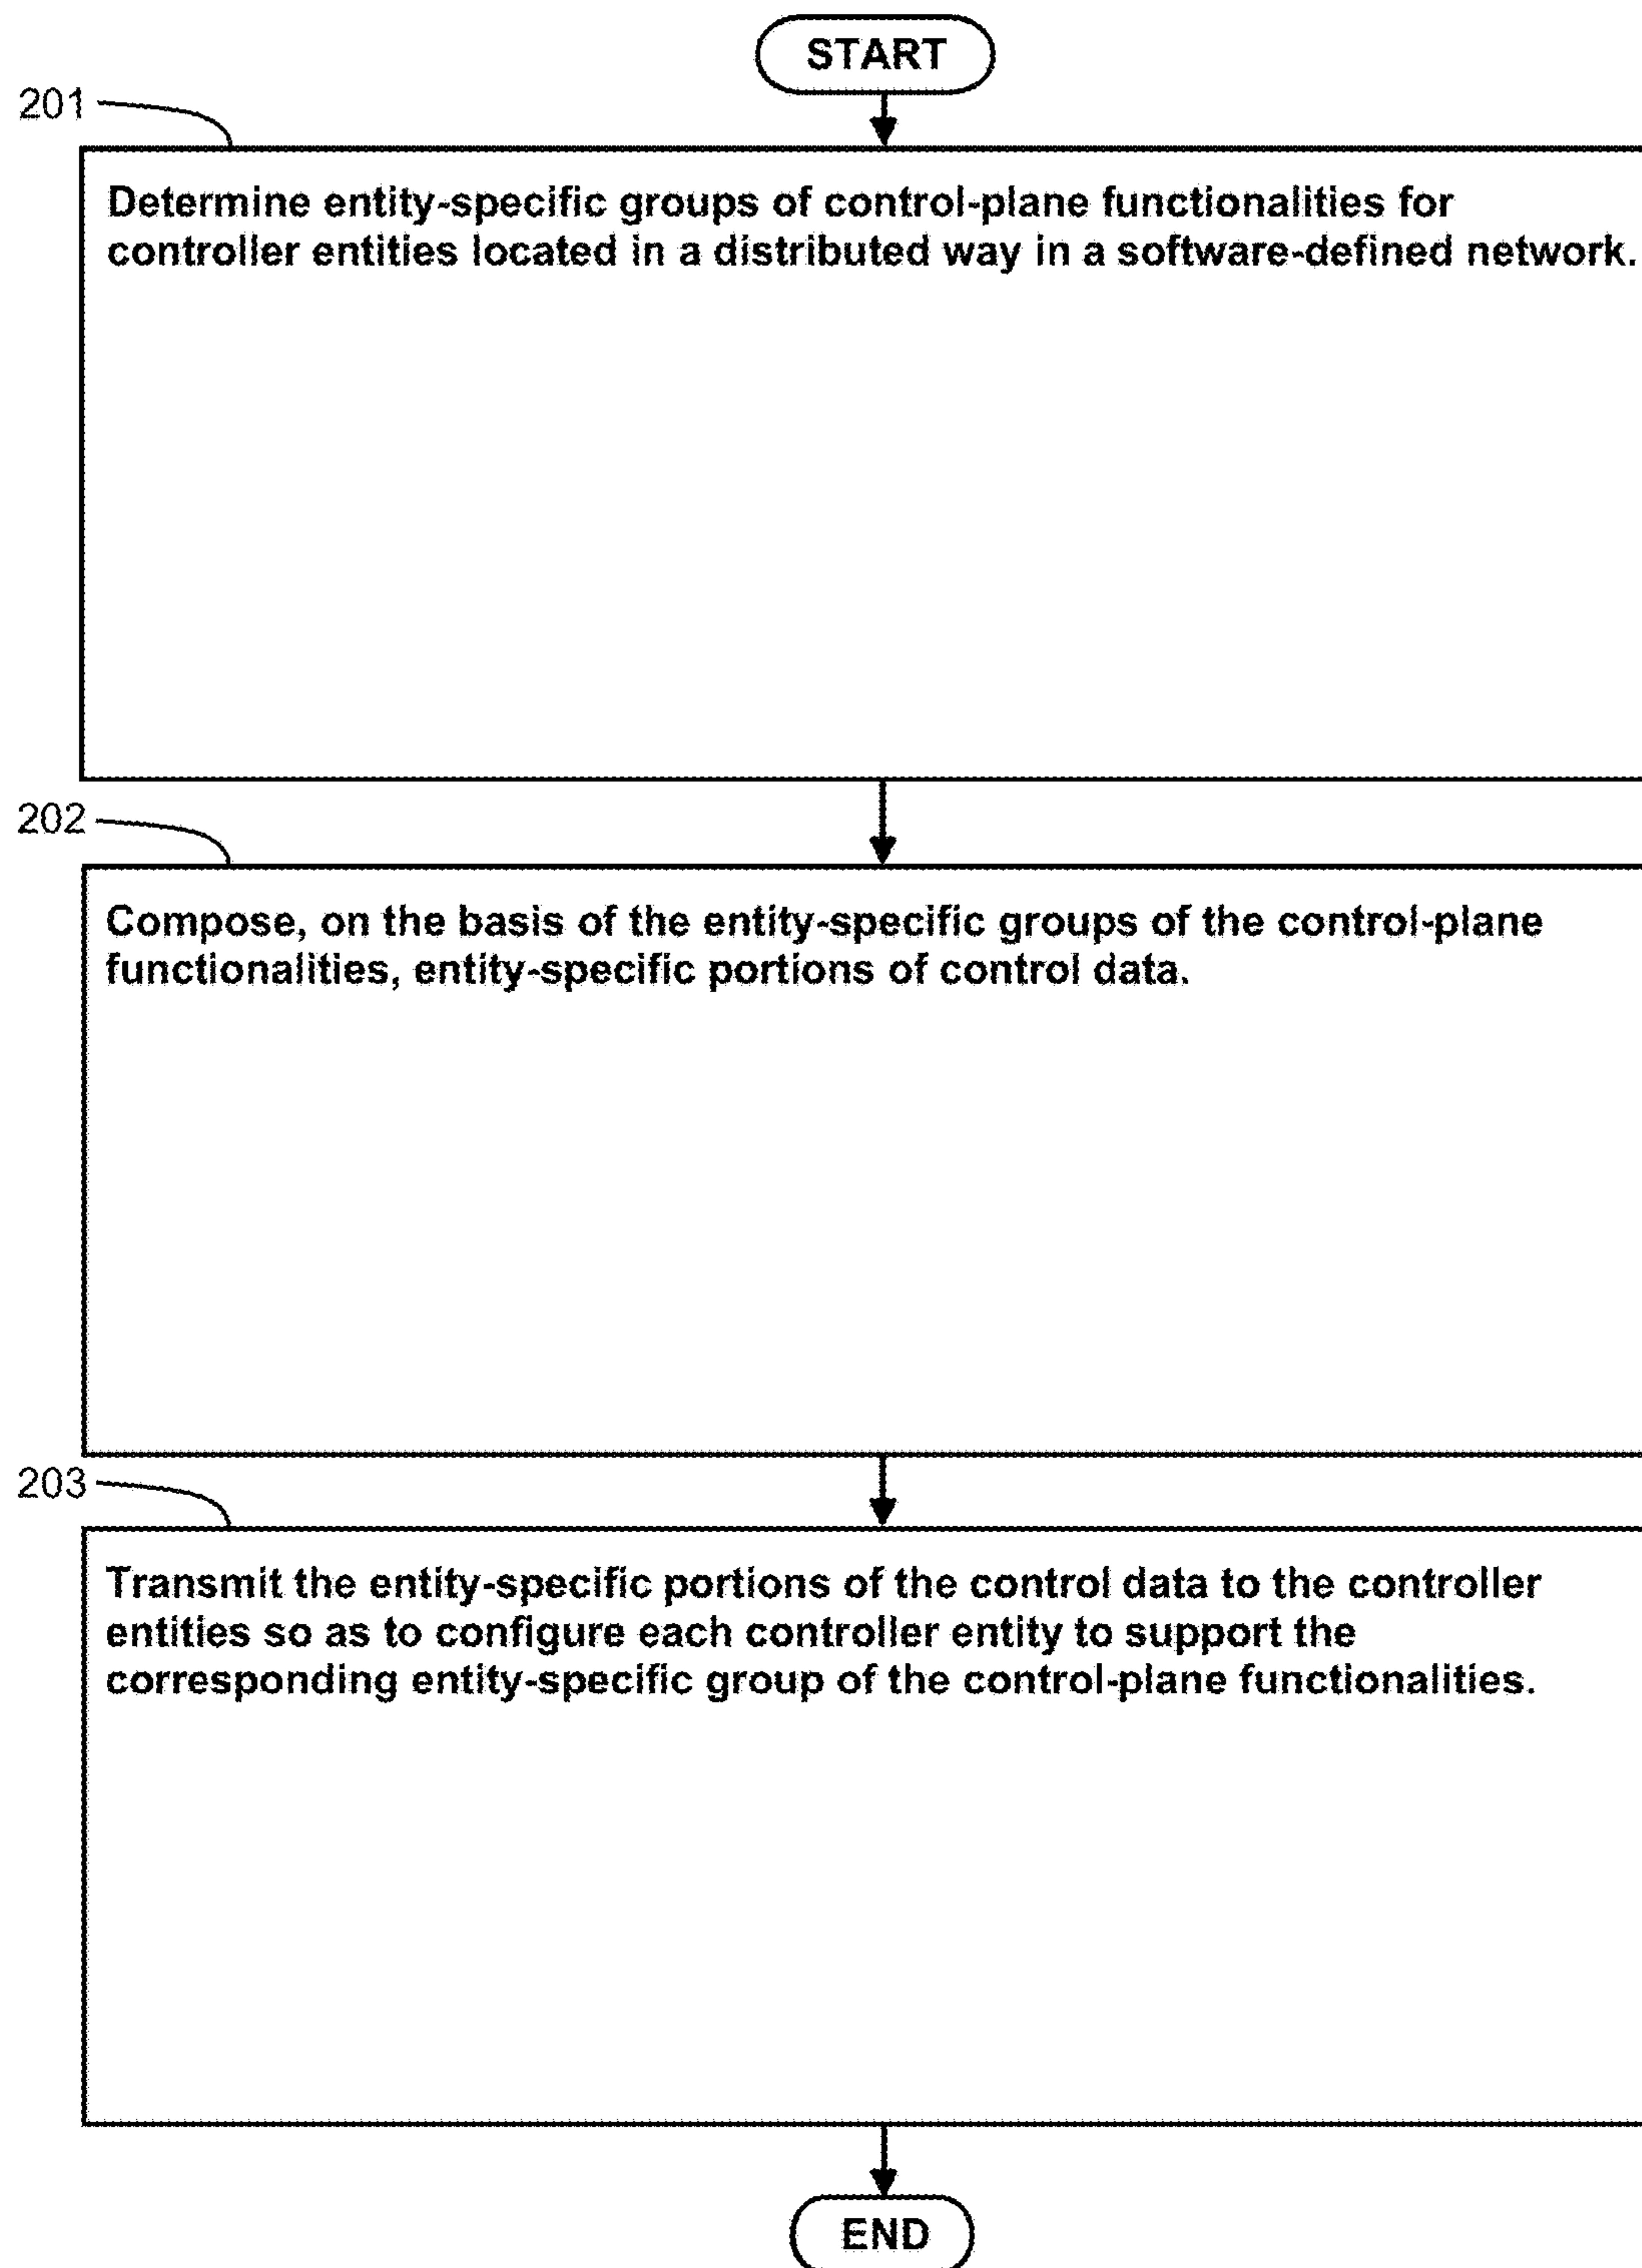 START
201
Determine entity-specific groups of control-plane functionalities for
controller entities located in a distributed way in a software-defined network.
202
Compose, on the basis of the entity-specific groups of the control-plane
functionalities, entity-specific portions of control data.
203
Transmit the entity-specific portions of the control data to the controller
entities so as to configure each controller entity to support the
corresponding entity-specific group of the control-plane functionalities.
END